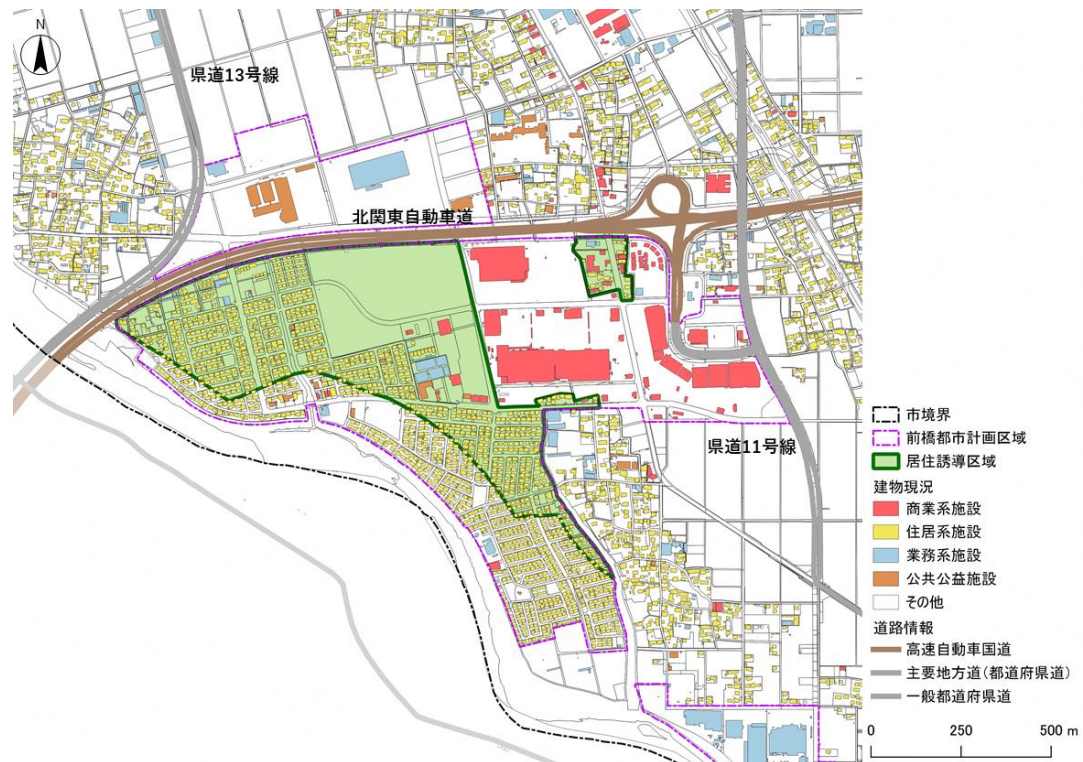 N
県道13号線
北関東自動車道
県道11号線
市境界
前橋都市計画区域
居住誘導区域
建物現況
商業系施設
住居系施設
業務系施設
公共公益施設
その他
道路情報
高速自動車国道
主要地方道(都道府県道)
一般都道府県道
0 250 500 m